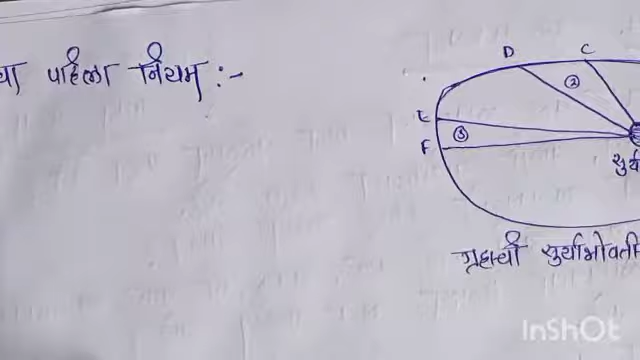 पहिला नियम :-
D C
②
E
③
F
ग्रहाची सुर्याभोवती
InShOt